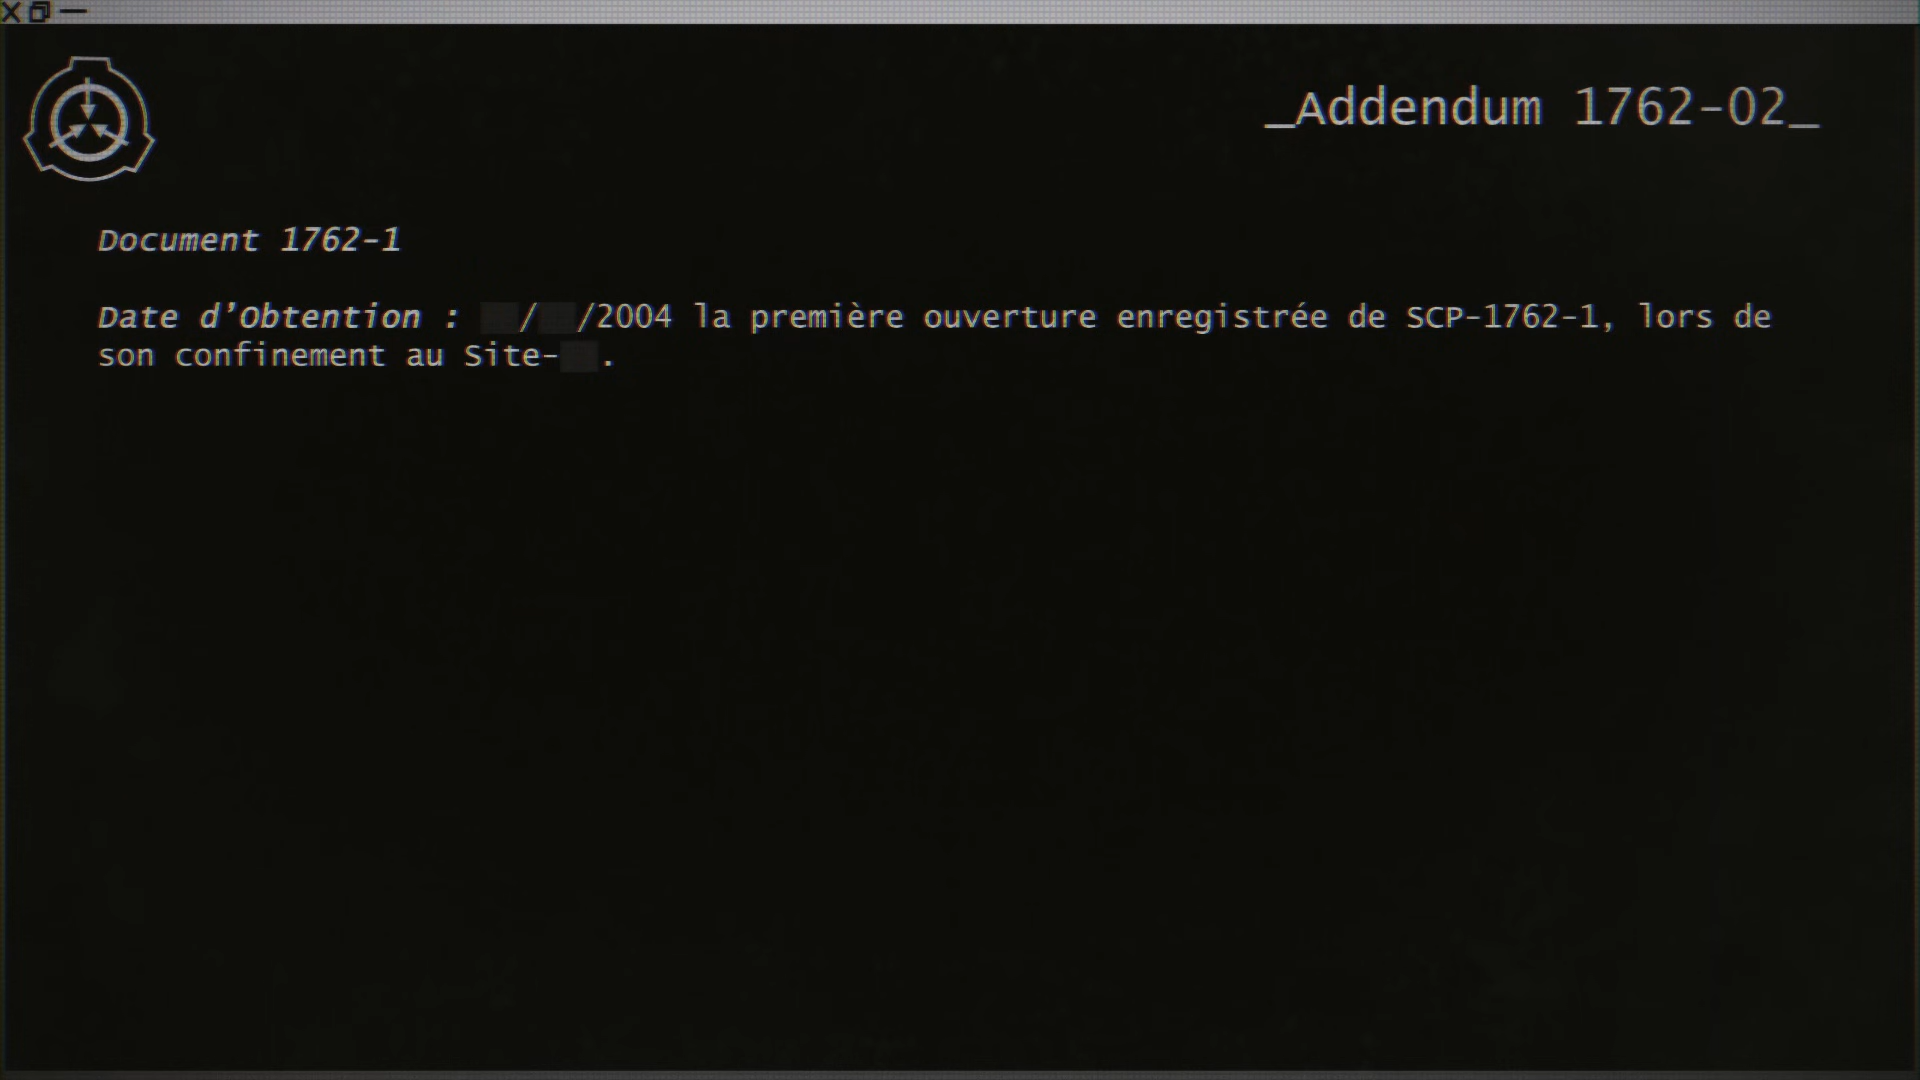 _Addendum 1762-02_
Document 1762-1
Date d'Obtention : ██/██/2004 la première ouverture enregistrée de SCP-1762-1, lors de
son confinement au Site-██.